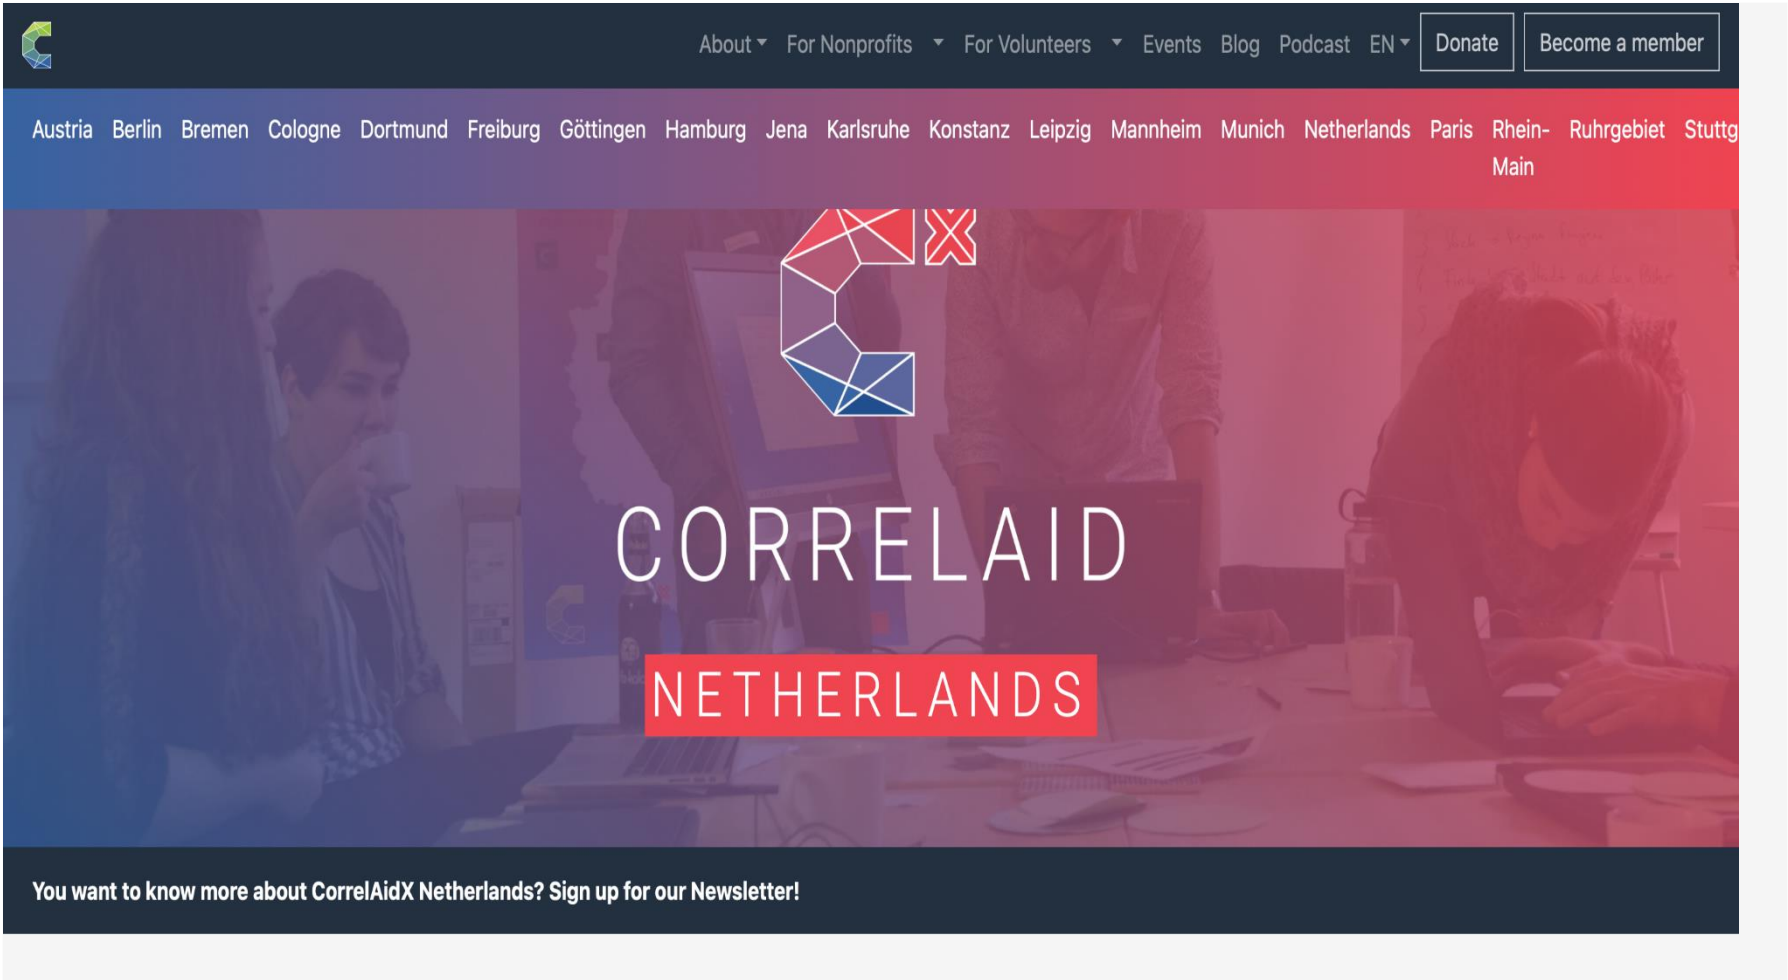 About For Nonprofits For Volunteers Events Blog Podcast EN Donate Become a member
Austria Berlin Bremen Cologne Dortmund Freiburg Göttingen Hamburg Jena Karlsruhe Konstanz Leipzig Mannheim Munich Netherlands Paris Rhein- Ruhrgebiet Stuttg
Main
X
CORRELAID
NETHERLANDS
You want to know more about CorrelAidX Netherlands? Sign up for our Newsletter!